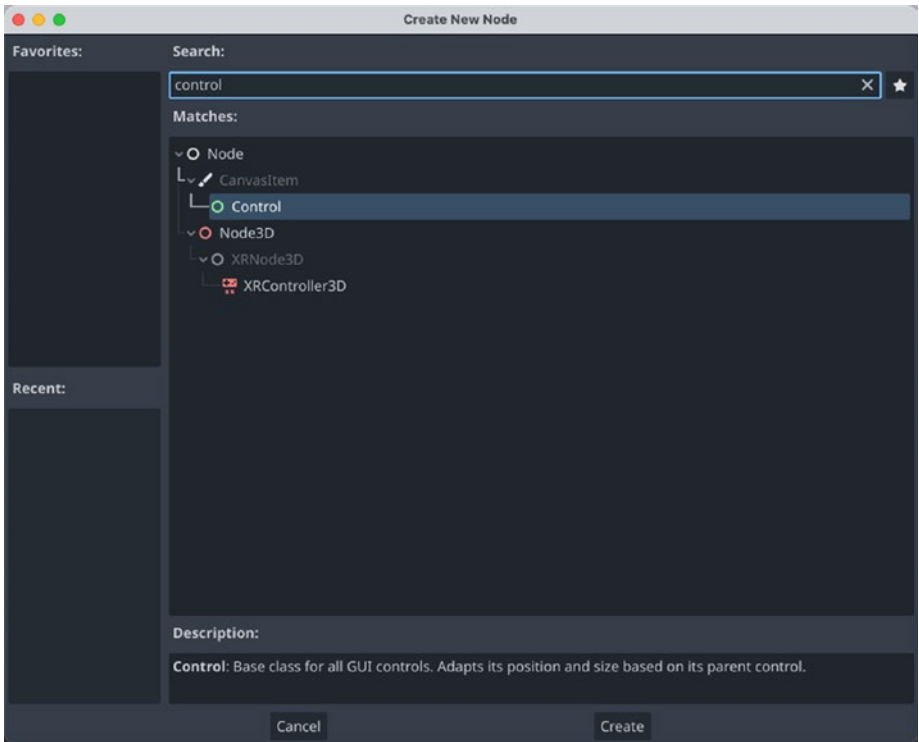 Create New Node
Favorites:
Search:
control
Matches:
Node
CanvasItem
Control
Node3D
XRNode3D
XRController3D
Recent:
Description:
Control: Base class for all GUI controls. Adapts its position and size based on its parent control.
Cancel Create